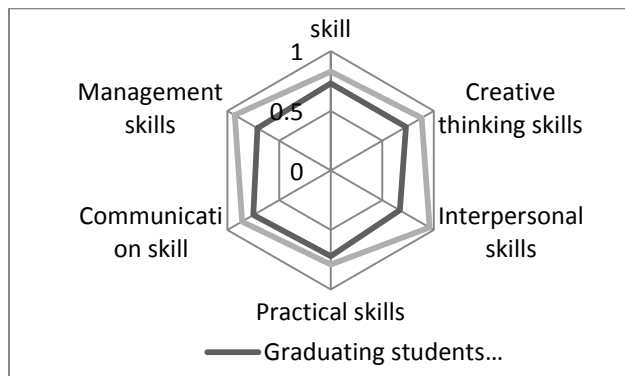 skill
1
Management
skills
Creative
thinking skills
0.5
0
Communicati
on skill
Interpersonal
skills
Practical skills
Graduating students…